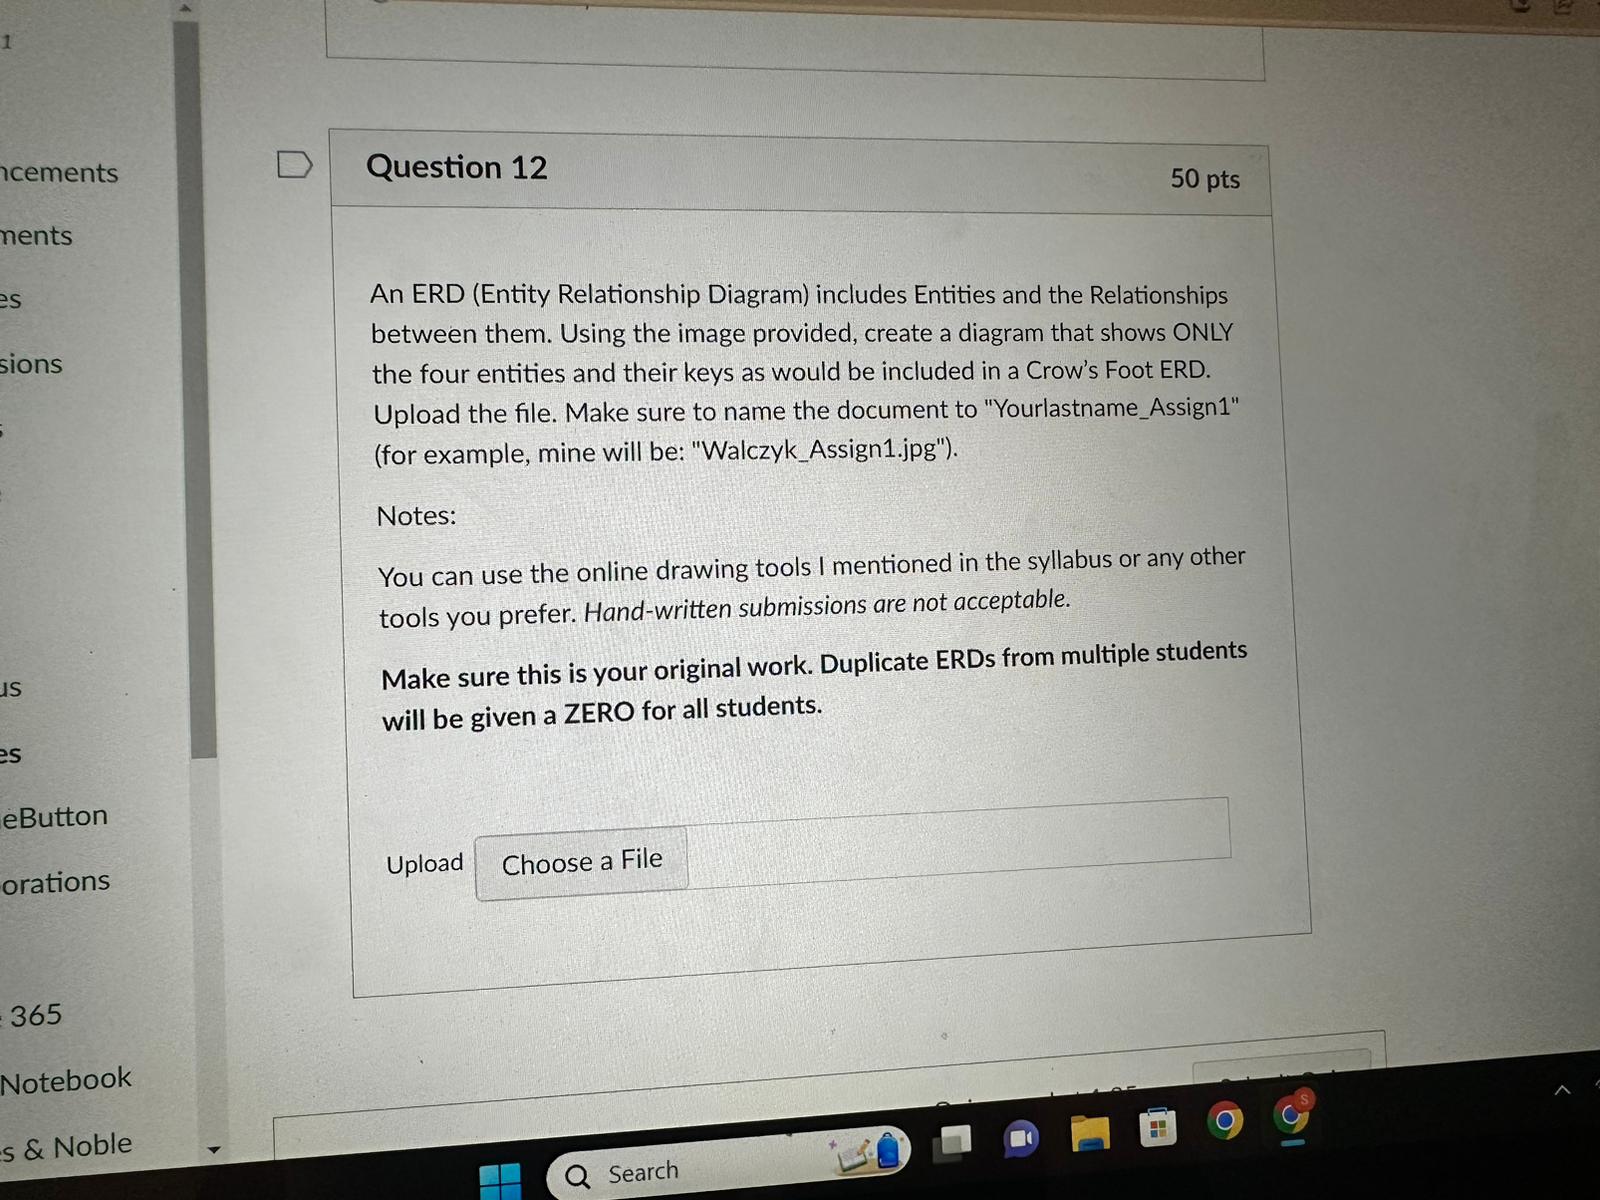 1
ncements
ments
es
sions
us
es
eButton
orations
365
Notebook
s & Noble
Question 12
50 pts
An ERD (Entity Relationship Diagram) includes Entities and the Relationships
between them. Using the image provided, create a diagram that shows ONLY
the four entities and their keys as would be included in a Crow's Foot ERD.
Upload the file. Make sure to name the document to "Yourlastname_Assign1"
(for example, mine will be: "Walczyk_Assign1.jpg").
Notes:
You can use the online drawing tools I mentioned in the syllabus or any other
tools you prefer. Hand-written submissions are not acceptable.
Make sure this is your original work. Duplicate ERDs from multiple students
will be given a ZERO for all students.
Upload
Choose a File
Search
S